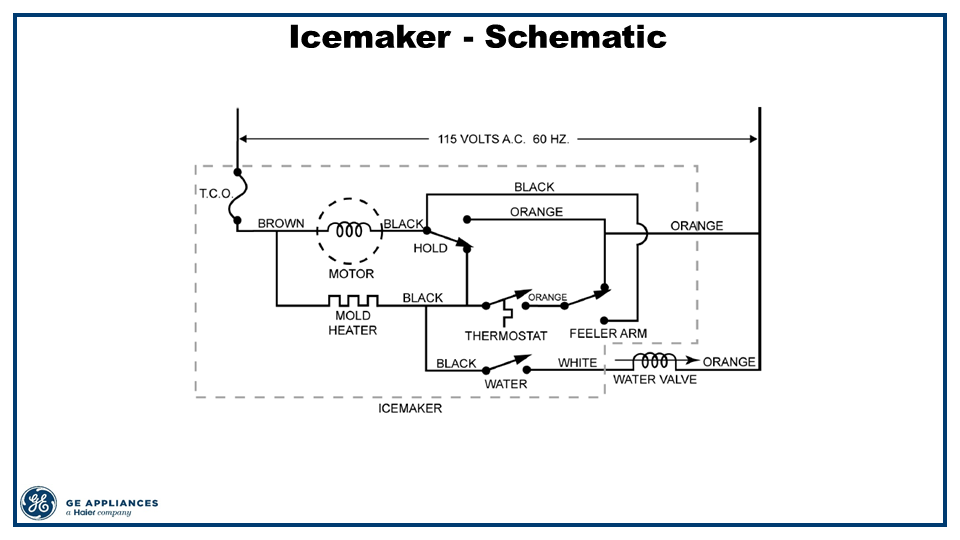 Icemaker - Schematic
115 VOLTS A.C. 60 HZ.
T.C.O.
BLACK
ORANGE
BROWN
BLACK
ORANGE
HOLD
MOTOR
BLACK
ORANGE
MOLD
HEATER
THERMOSTAT
FEELER ARM
BLACK
WHITE
ORANGE
WATER
WATER VALVE
ICEMAKER
GE
GE APPLIANCES
a Haier company